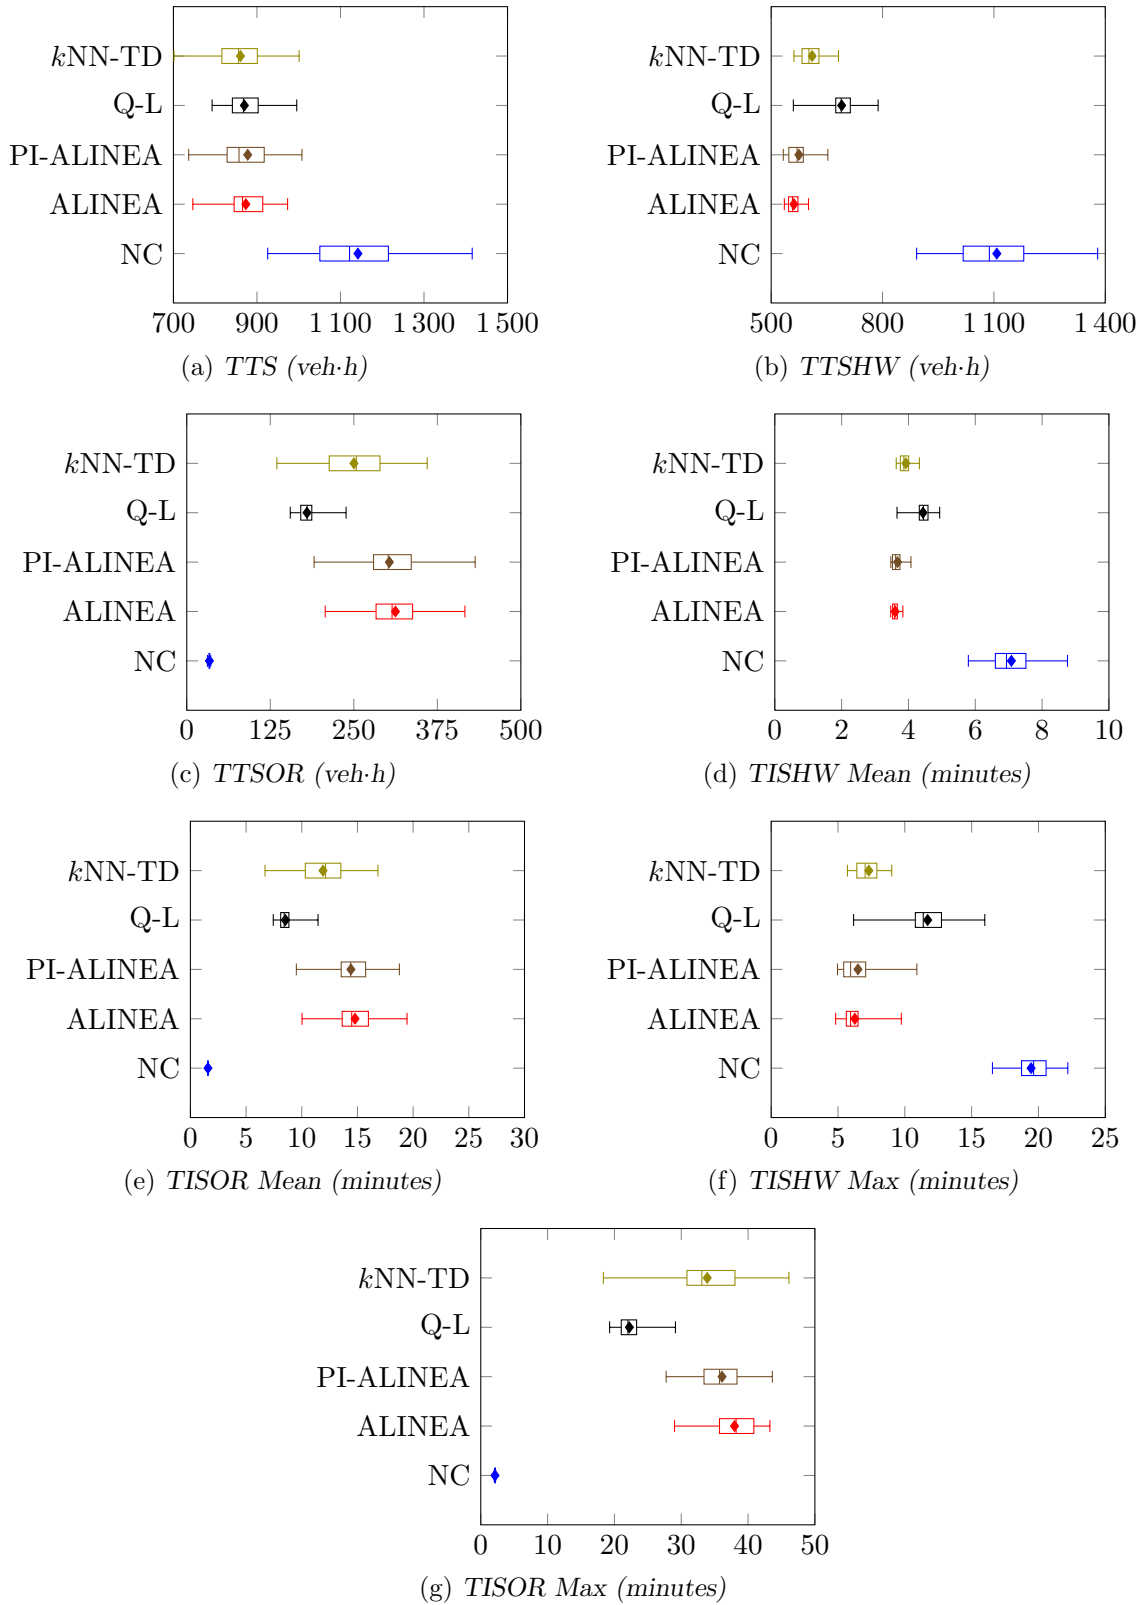 kNN-TD
Q-L
PI-ALINEA
ALINEA
NC
700 900 1 100 1 300 1 500
(a) TTS (veh·h)
kNN-TD
Q-L
PI-ALINEA
ALINEA
NC
500 800 1 100 1 400
(b) TTSHW (veh·h)
kNN-TD
Q-L
PI-ALINEA
ALINEA
NC
0 125 250 375 500
(c) TTSOR (veh·h)
kNN-TD
Q-L
PI-ALINEA
ALINEA
NC
0 2 4 6 8 10
(d) TISHW Mean (minutes)
kNN-TD
Q-L
PI-ALINEA
ALINEA
NC
0 5 10 15 20 25 30
(e) TISOR Mean (minutes)
kNN-TD
Q-L
PI-ALINEA
ALINEA
NC
0 5 10 15 20 25
(f) TISHW Max (minutes)
kNN-TD
Q-L
PI-ALINEA
ALINEA
NC
0 10 20 30 40 50
(g) TISOR Max (minutes)